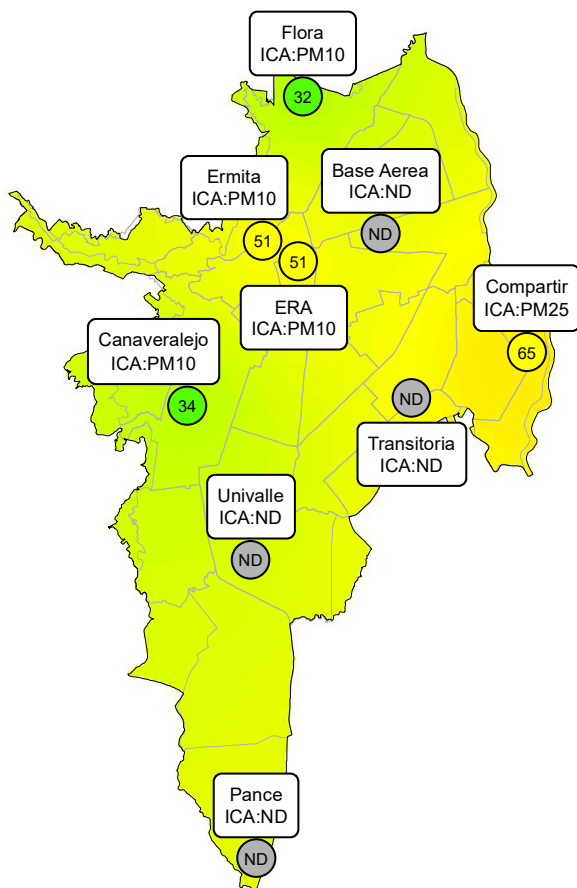 Flora
ICA:PM10
32
Ermita
ICA:PM10
51
Base Aerea
ICA:ND
ND
51
ERA
ICA:PM10
Compartir
ICA:PM25
65
Canaveralejo
ICA:PM10
34
ND
Transitoria
ICA:ND
Univalle
ICA:ND
ND
Pance
ICA:ND
ND